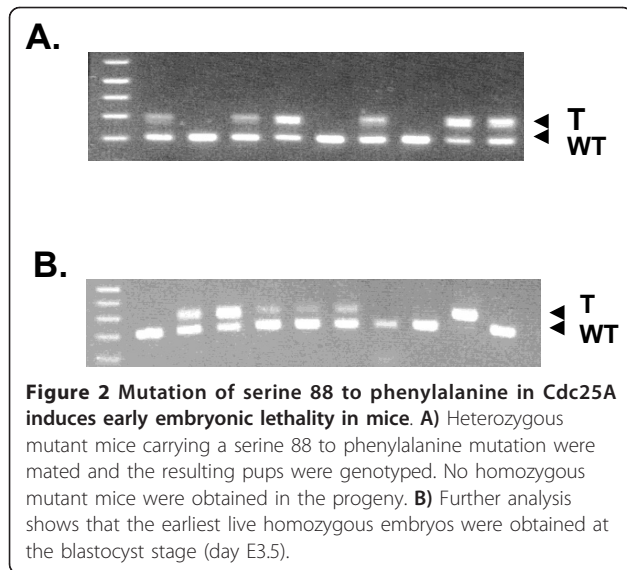 A.
T
WT
B.
T
WT
Figure 2 Mutation of serine 88 to phenylalanine in Cdc25A
induces early embryonic lethality in mice. A) Heterozygous
mutant mice carrying a serine 88 to phenylalanine mutation were
mated and the resulting pups were genotyped. No homozygous
mutant mice were obtained in the progeny. B) Further analysis
shows that the earliest live homozygous embryos were obtained at
the blastocyst stage (day E3.5).